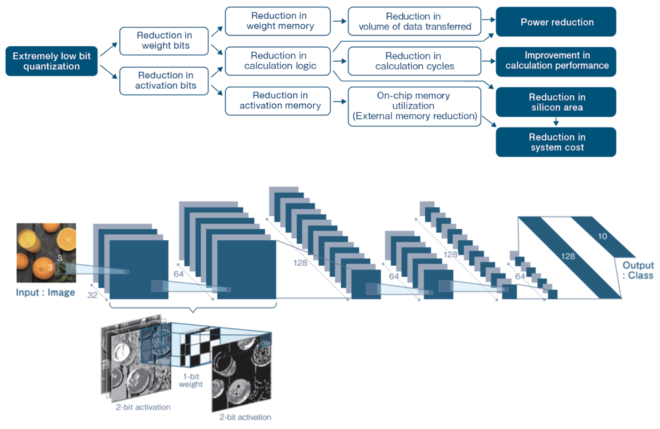 Extremely low bit
quantization
Reduction in
weight bits
Reduction in
activation bits
Reduction in
weight memory
Reduction in
calculation logic
Reduction in
activation memory
Reduction in
volume of data transferred
Reduction in
calculation cycles
On-chip memory
utilization
(External memory reduction)
Power reduction
Improvement in
calculation performance
Reduction in
silicon area
Reduction in
system cost
3
3
Input : Image
32
64
128
64
128
64
128
10
Output
: Class
1-bit
weight
2-bit activation
2-bit activation